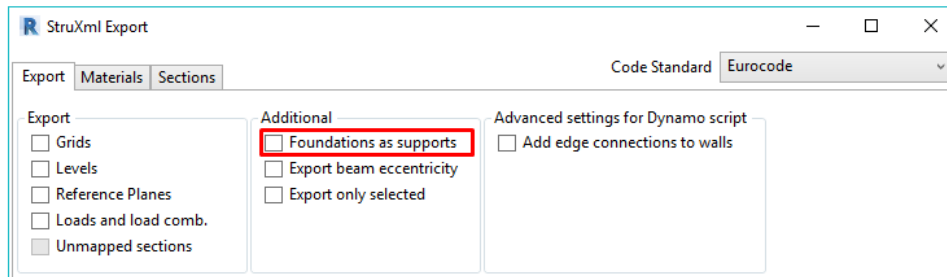 StruXml Export
Code Standard Eurocode
Export Materials Sections
Export
Grids
Levels
Reference Planes
Loads and load comb.
Unmapped sections
Additional
Foundations as supports
Export beam eccentricity
Export only selected
Advanced settings for Dynamo script
Add edge connections to walls